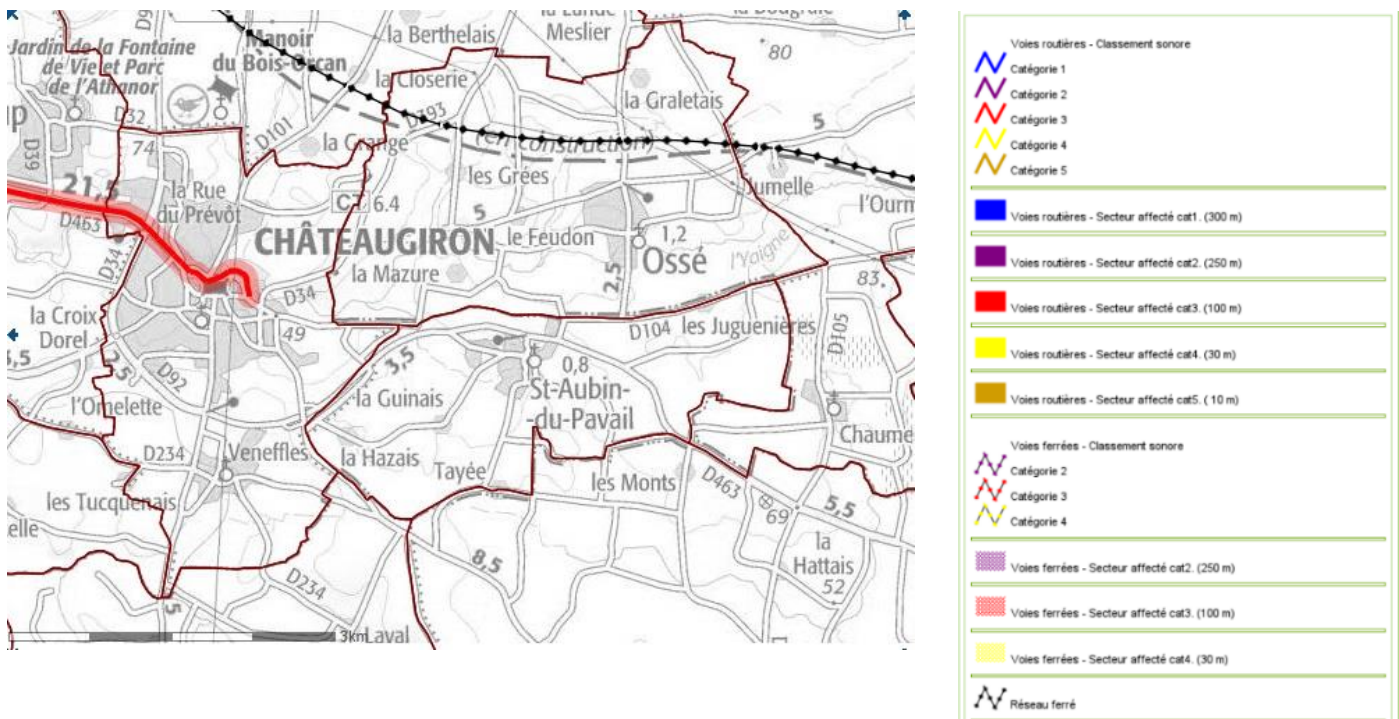 la Lande
Meslier
la Berthelais
80
Jardin de la Fontaine
de Vie et Parc
de l'Athanor
Manoir
du Bois-Orcan
la Closerie
la Graletais
D393
D32
D101
D39
74
la Grange
(en construction)
5
21,5
la Rue
du Prévôt
C7 6.4
les Grées
Jumelle
D463
5
CHÂTEAUGIRON
le Feudon
1,2
Ossé
l'Yaigne
D34
la Mazure
2,5
83
D34
la Croix
Dorel
49
D104
les Juguenières
D105
3,5
2,5
D92
0,8
St-Aubin-
-du-Pavail
l'Omelette
la Guinais
Chaume
D234
Veneffles
la Hazais
Tayée
les Monts
D463
les Tucquenais
69
5,5
elle
la
Hattais
52
8,5
D234
5
3km
Laval
Voies routières - Classement sonore
Catégorie 1
Catégorie 2
Catégorie 3
Catégorie 4
Catégorie 5
Voies routières - Secteur affecté cat1. (300 m)
Voies routières - Secteur affecté cat2. (250 m)
Voies routières - Secteur affecté cat3. (100 m)
Voies routières - Secteur affecté cat4. (30 m)
Voies routières - Secteur affecté cat5. ( 10 m)
Voies ferrées - Classement sonore
Catégorie 2
Catégorie 3
Catégorie 4
Voies ferrées - Secteur affecté cat2. (250 m)
Voies ferrées - Secteur affecté cat3. (100 m)
Voies ferrées - Secteur affecté cat4. (30 m)
Réseau ferré